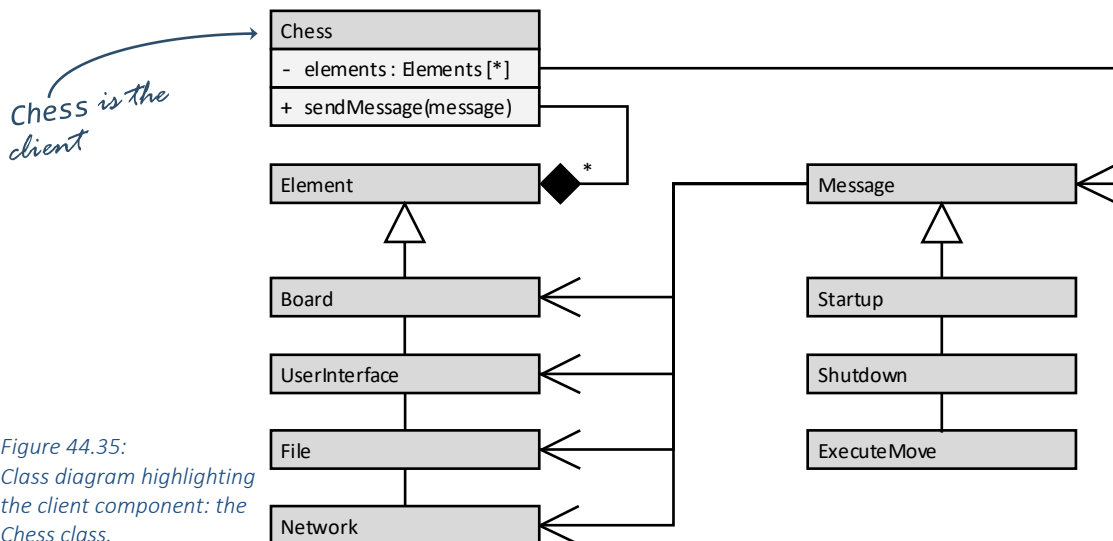 Chess
- elements : Elements [*]
+ sendMessage(message)
Chess is the
client
Element
*
Message
Board
Startup
UserInterface
Shutdown
File
ExecuteMove
Network
Figure 44.35:
Class diagram highlighting
the client component: the
Chess class.